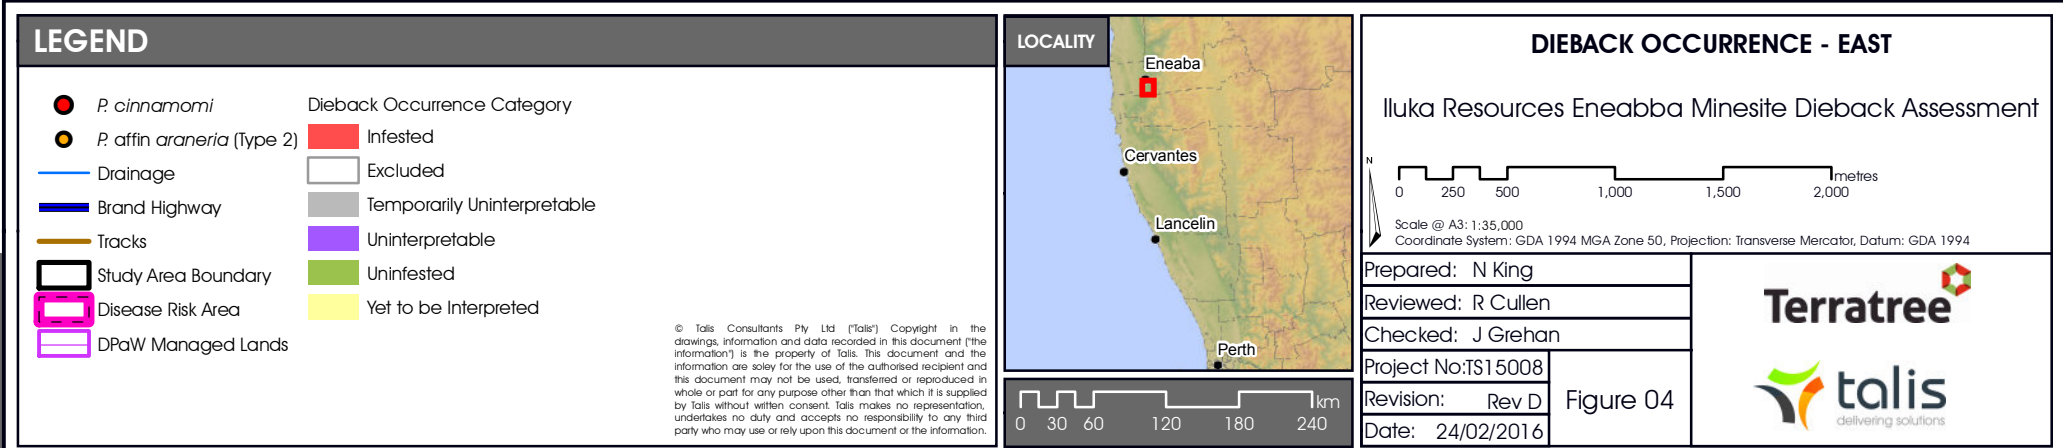 LEGEND
P. cinnamomi
P. affin araneria (Type 2)
Drainage
Brand Highway
Tracks
Study Area Boundary
Disease Risk Area
DPaW Managed Lands
Dieback Occurrence Category
Infested
Excluded
Temporarily Uninterpretable
Uninterpretable
Uninfested
Yet to be Interpreted
© Talis Consultants Pty Ltd ("Talis") Copyright in the
drawings, information and data recorded in this document ("the
information") is the property of Talis. This document and the
information are soley for the use of the authorised recipient and
this document may not be used, transferred or reproduced in
whole or part for any purpose other than that which it is supplied
by Talis without written consent. Talis makes no representation,
undertakes no duty and accepts no responsibility to any third
party who may use or rely upon this document or the information.
LOCALITY
Eneaba
Cervantes
Lancelin
Perth
km
0 30 60 120 180 240
DIEBACK OCCURRENCE - EAST
Iluka Resources Eneabba Minesite Dieback Assessment
N
metres
0 250 500 1,000 1,500 2,000
Scale @ A3: 1:35,000
Coordinate System: GDA 1994 MGA Zone 50, Projection: Transverse Mercator, Datum: GDA 1994
Prepared: N King
Reviewed: R Cullen
Checked: J Grehan
Project No:TS15008
Revision: Rev D
Date: 24/02/2016
Figure 04
Terratree
talis
delivering solutions